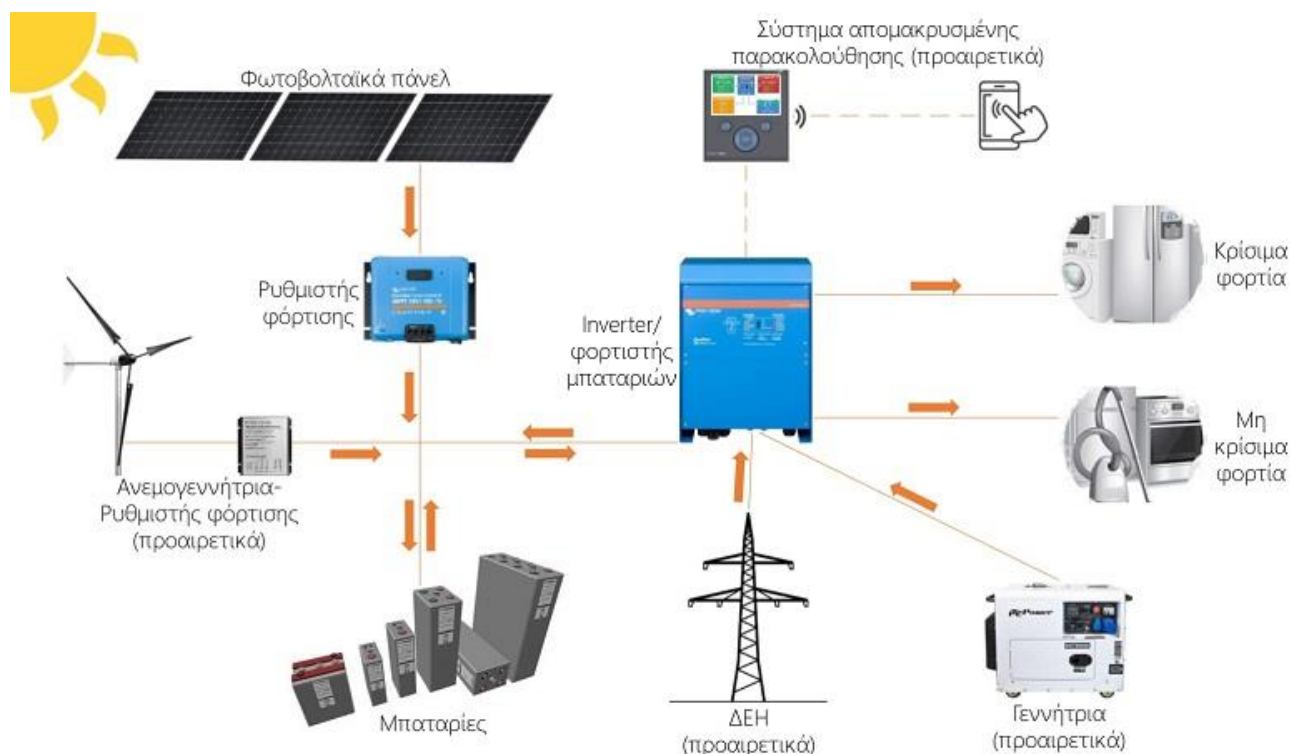 Σύστημα απομακρυσμένης
παρακολούθησης (προαιρετικά)
Φωτοβολταϊκά πάνελ
Ρυθμιστής
φόρτισης
Inverter/
φορτιστής
μπαταριών
Κρίσιμα
φορτία
Μη
κρίσιμα
φορτία
Ανεμογεννήτρια-
Ρυθμιστής φόρτισης
(προαιρετικά)
Μπαταρίες
ΔΕΗ
(προαιρετικά)
Γεννήτρια
(προαιρετικά)